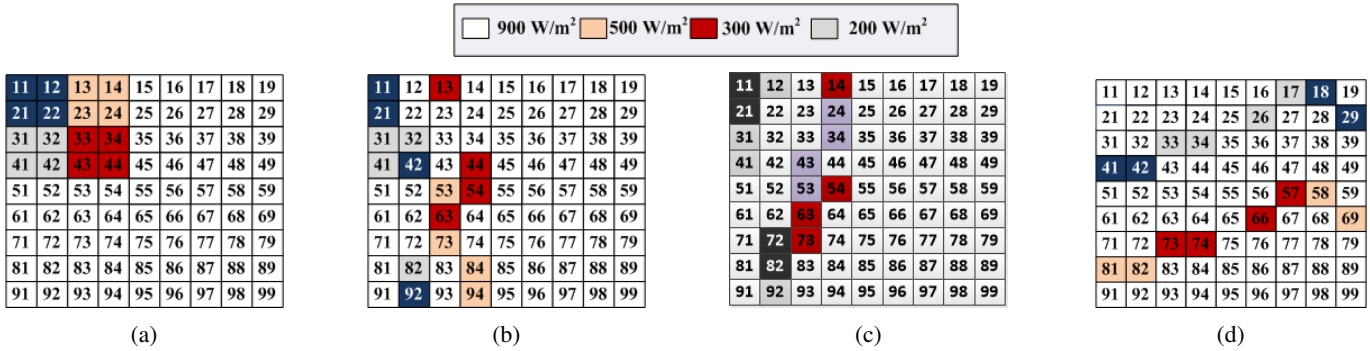 900 W/m² 500 W/m² 300 W/m² 200 W/m²
11 12 13 14 15 16 17 18 19
21 22 23 24 25 26 27 28 29
31 32 33 34 35 36 37 38 39
41 42 43 44 45 46 47 48 49
51 52 53 54 55 56 57 58 59
61 62 63 64 65 66 67 68 69
71 72 73 74 75 76 77 78 79
81 82 83 84 85 86 87 88 89
91 92 93 94 95 96 97 98 99
(a)
11 12 13 14 15 16 17 18 19
21 22 23 24 25 26 27 28 29
31 32 33 34 35 36 37 38 39
41 42 43 44 45 46 47 48 49
51 52 53 54 55 56 57 58 59
61 62 63 64 65 66 67 68 69
71 72 73 74 75 76 77 78 79
81 82 83 84 85 86 87 88 89
91 92 93 94 95 96 97 98 99
(b)
11 12 13 14 15 16 17 18 19
21 22 23 24 25 26 27 28 29
31 32 33 34 35 36 37 38 39
41 42 43 44 45 46 47 48 49
51 52 53 54 55 56 57 58 59
61 62 63 64 65 66 67 68 69
71 72 73 74 75 76 77 78 79
81 82 83 84 85 86 87 88 89
91 92 93 94 95 96 97 98 99
(c)
11 12 13 14 15 16 17 18 19
21 22 23 24 25 26 27 28 29
31 32 33 34 35 36 37 38 39
41 42 43 44 45 46 47 48 49
51 52 53 54 55 56 57 58 59
61 62 63 64 65 66 67 68 69
71 72 73 74 75 76 77 78 79
81 82 83 84 85 86 87 88 89
91 92 93 94 95 96 97 98 99
(d)